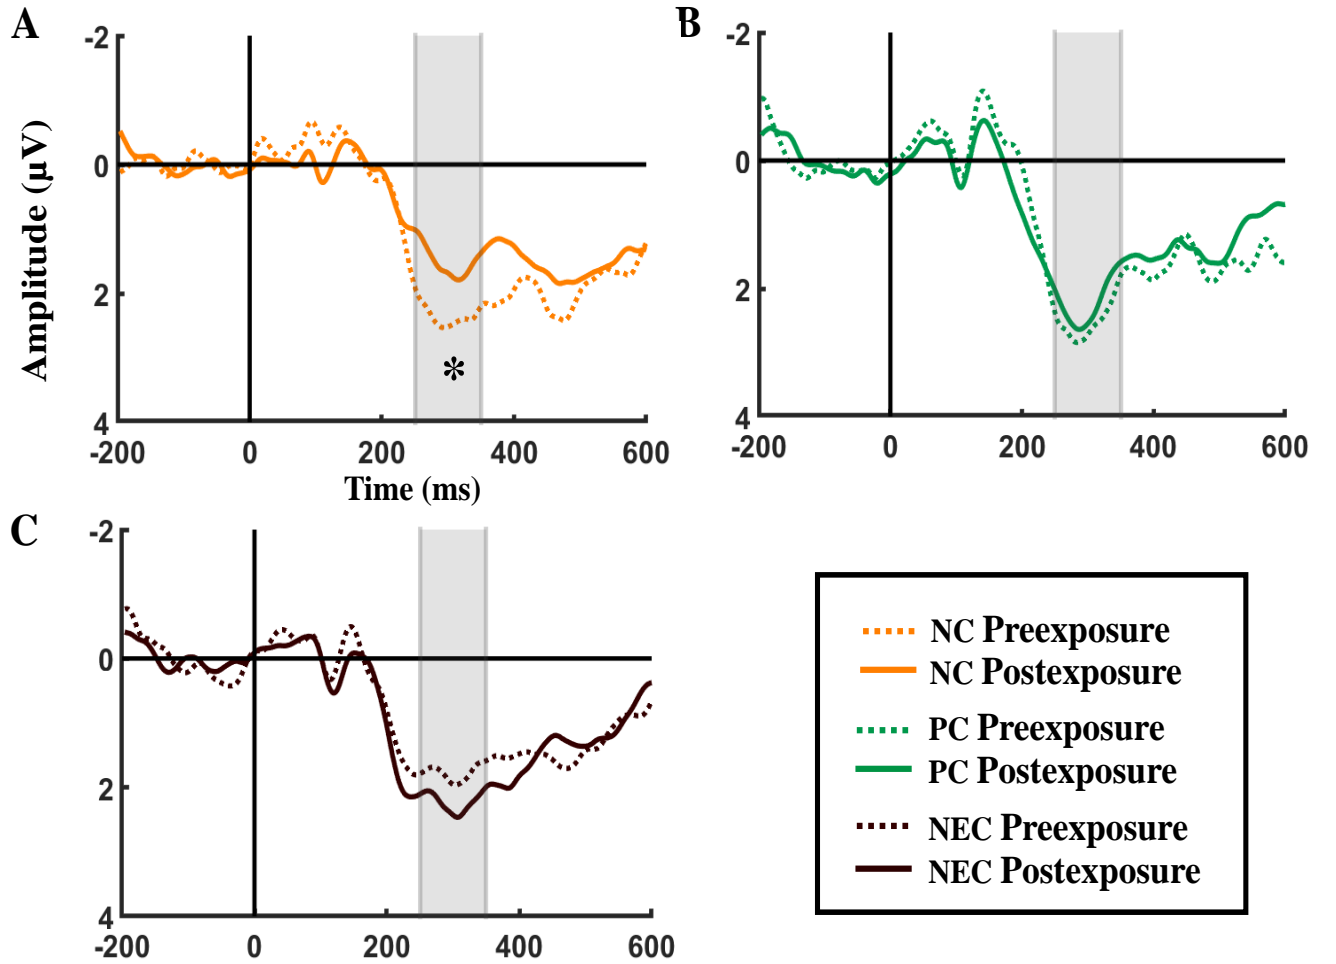 A
-2
0
2
4
Amplitude (µV)
-200 0 200 400 600
Time (ms)
*
B
-2
0
2
4
-200 0 200 400 600
C
-2
0
2
4
-200 0 200 400 600
NC Preexposure
NC Postexposure
PC Preexposure
PC Postexposure
NEC Preexposure
NEC Postexposure